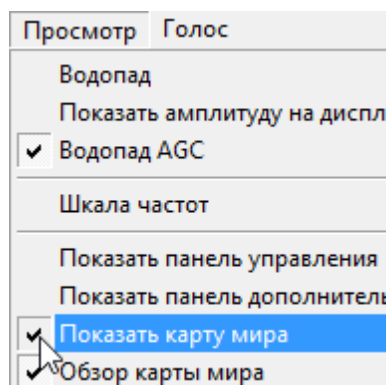 Просмотр Голос
Водопад
Показать амплитуду на диспл
Водопад AGC
Шкала частот
Показать панель управления
Показать панель дополнитель
Показать карту мира
Обзор карты мира